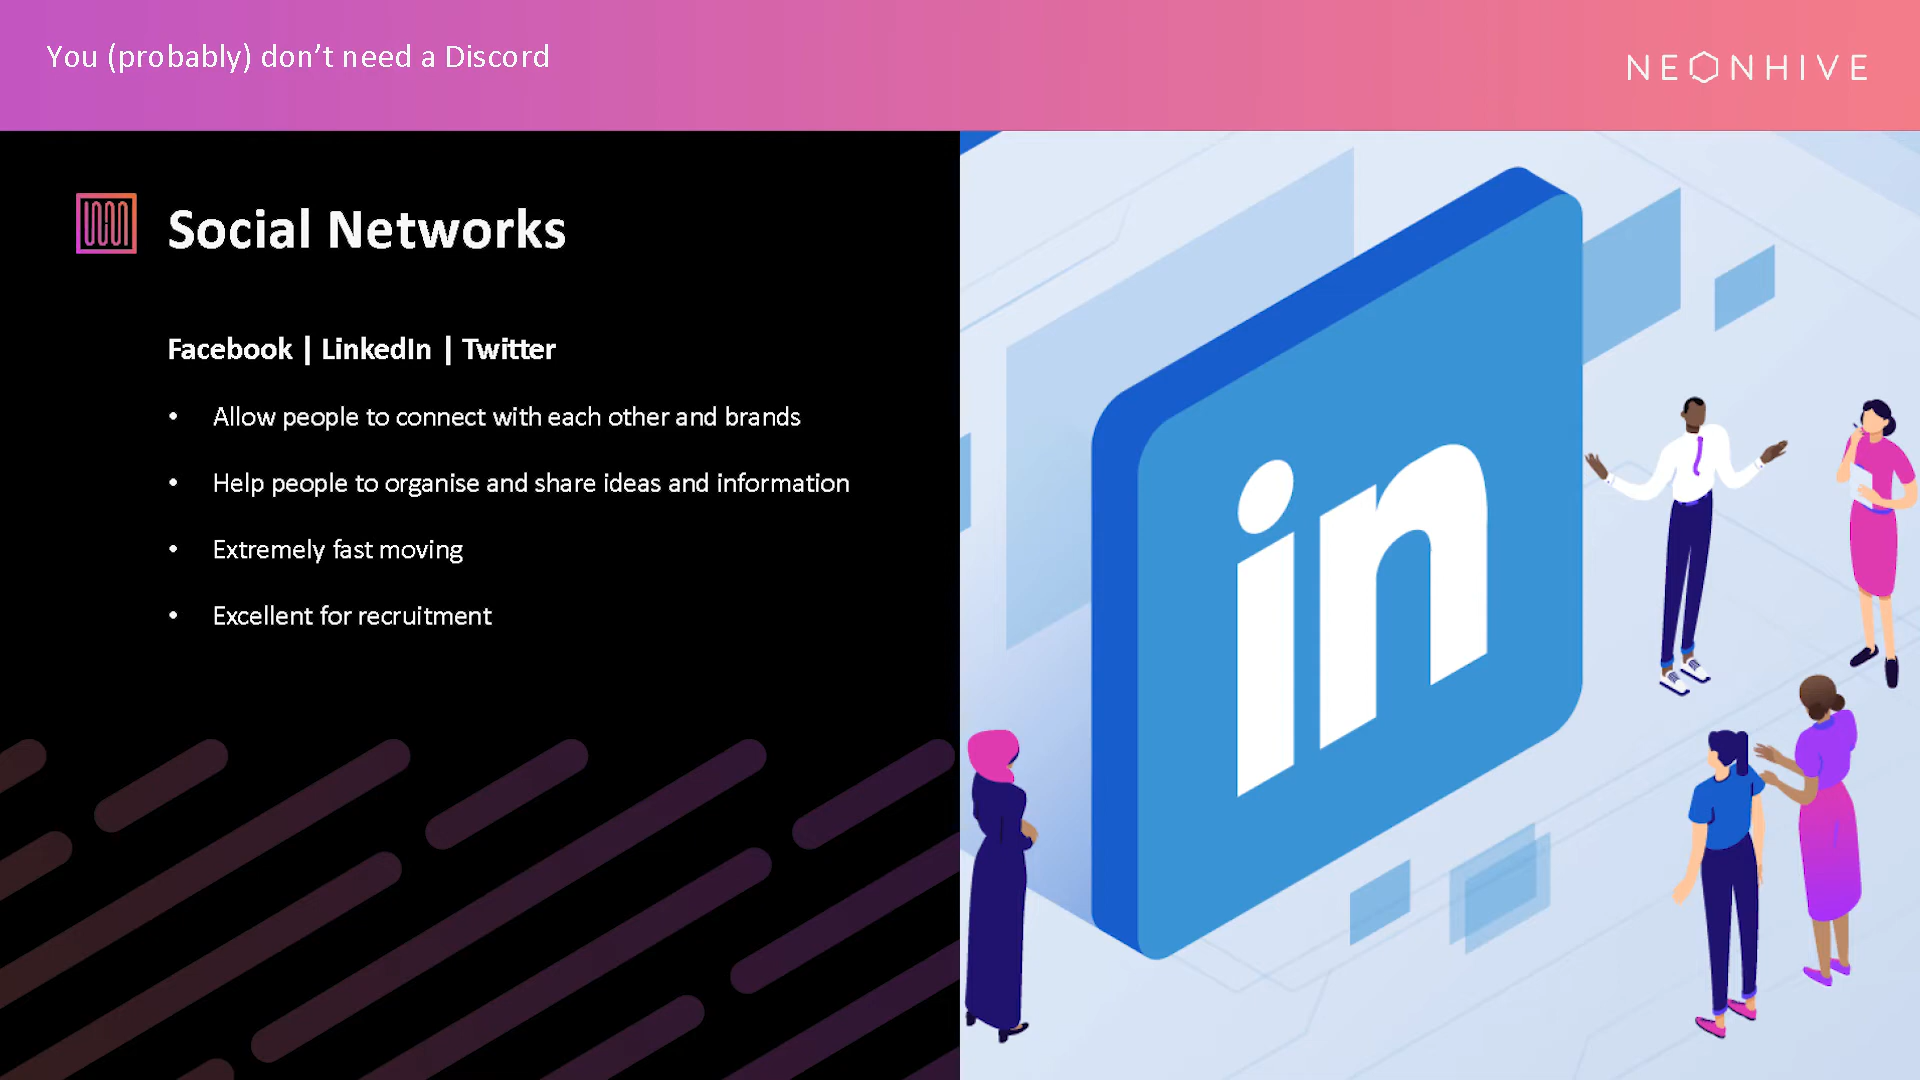 You (probably) don’t need a Discord
NEONHIVE
Social Networks
Facebook | LinkedIn | Twitter
• Allow people to connect with each other and brands
• Help people to organise and share ideas and information
• Extremely fast moving
• Excellent for recruitment
in